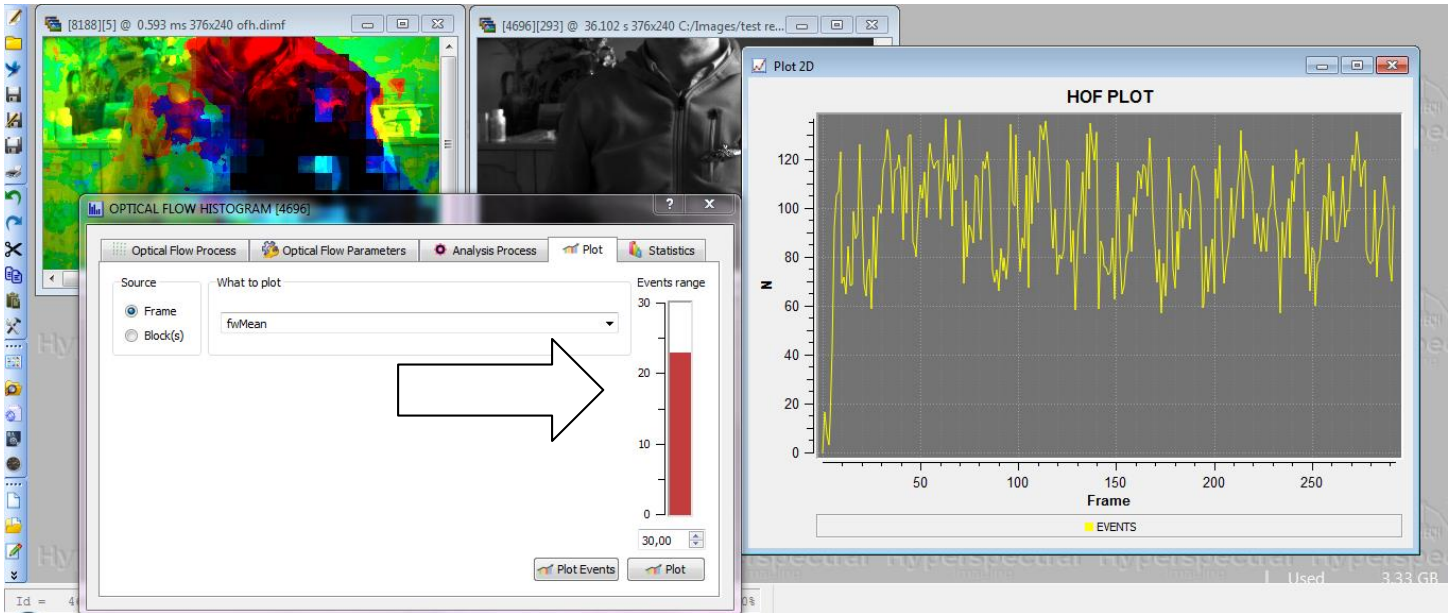 [8188][5] @ 0.593 ms 376x240 ofh.dimf
[4696][293] @ 36.102 s 376x240 C:/Images/test re...
Plot 2D
HOF PLOT
N
120
100
80
60
40
20
0
50 100 150 200 250
Frame
EVENTS
OPTICAL FLOW HISTOGRAM [4696]
? x
Optical Flow Process Optical Flow Parameters Analysis Process Plot Statistics
Source What to plot Events range
Frame
Block(s)
fwMean
30
20
10
0
30,00
Plot Events Plot
Hyperspectral
Used 3.33 GB
Id =